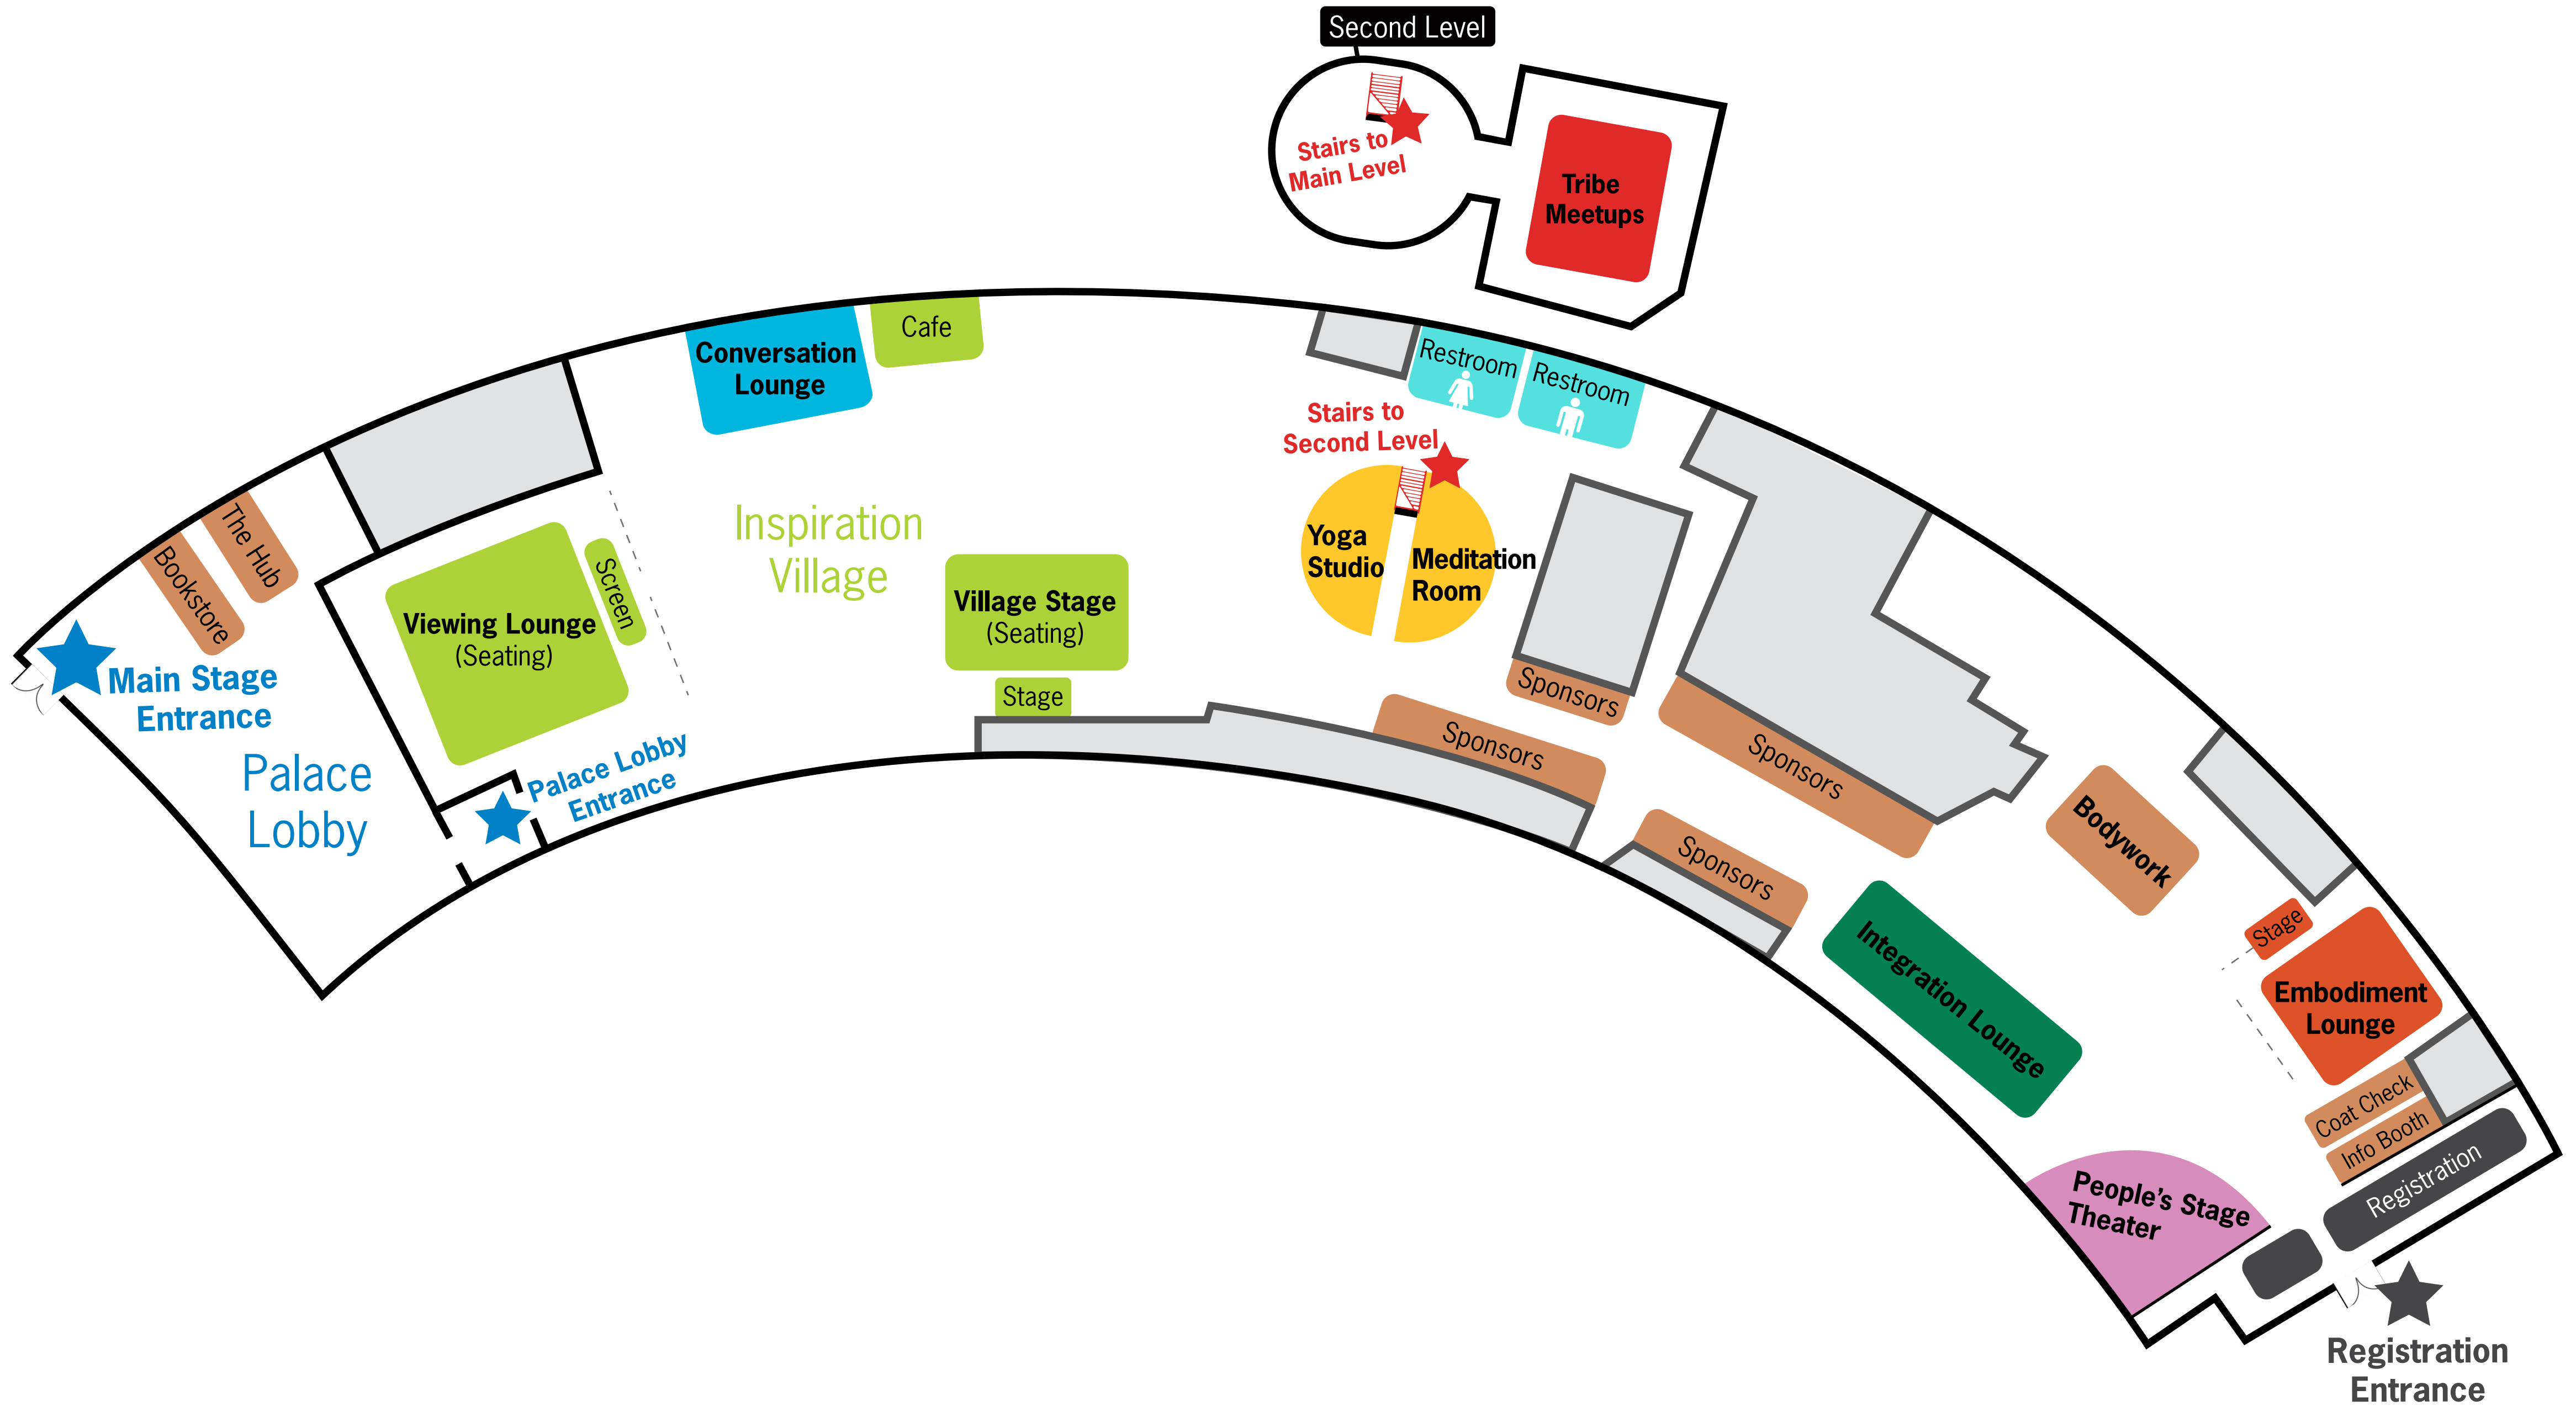 Second Level
Stairs to
Main Level
Tribe
Meetups
Conversation
Lounge
Cafe
Restroom
Restroom
Stairs to
Second Level
The Hub
Bookstore
Inspiration
Village
Yoga
Studio
Meditation
Room
Screen
Viewing Lounge
(Seating)
Village Stage
(Seating)
Stage
Main Stage
Entrance
Palace
Lobby
Palace Lobby
Entrance
Sponsors
Sponsors
Sponsors
Sponsors
Bodywork
Integration Lounge
Stage
Embodiment
Lounge
Coat Check
Info Booth
Registration
People’s Stage
Theater
Registration
Entrance